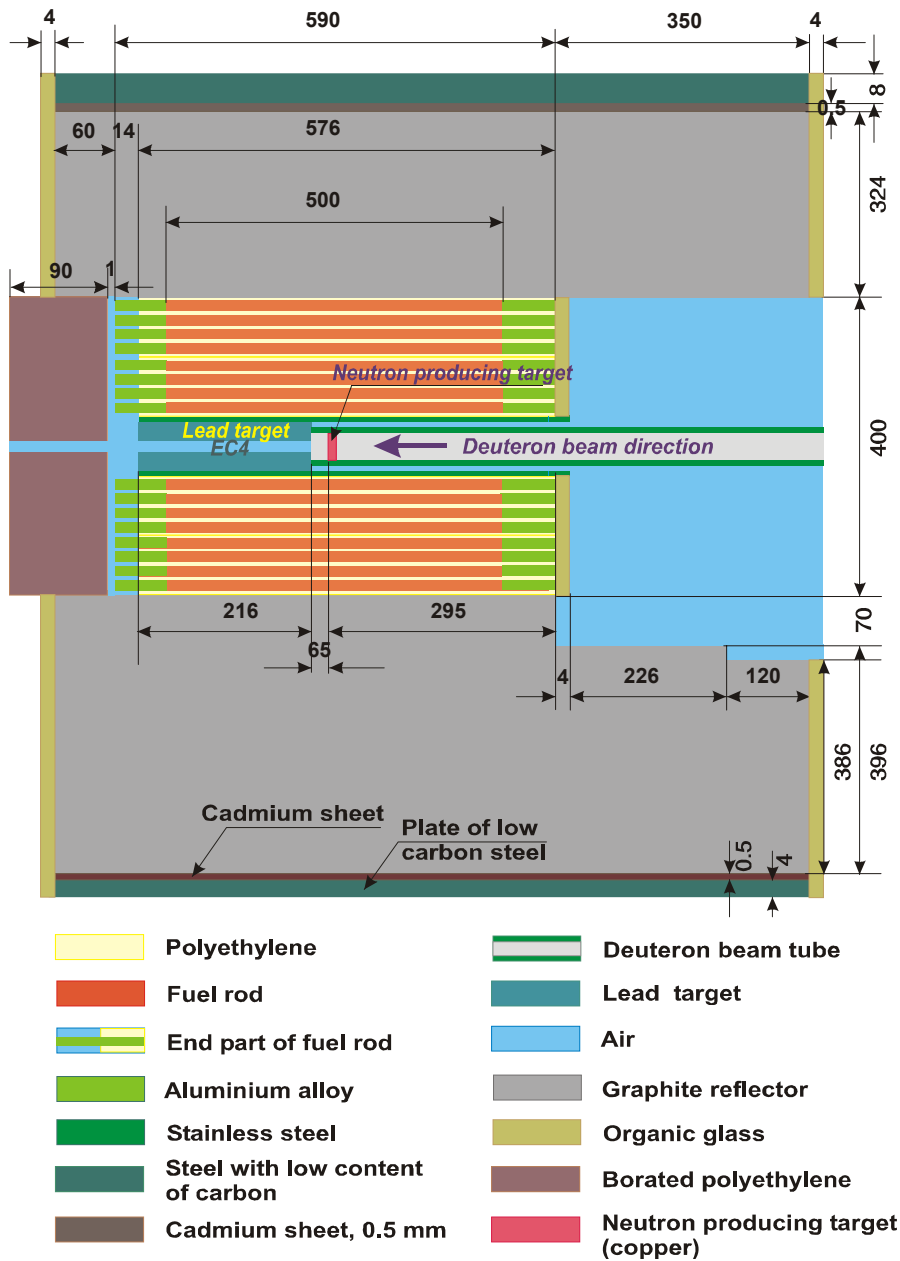 4 590 350 4
8
0.5
60 14 576
324
500
90 1
Neutron producing
target
Lead target
EC4
Deuteron beam direction
400
216 295
70
65
4 226 120
386 396
Cadmium sheet
Plate of low
carbon steel
0.5 4
Polyethylene
Deuteron beam tube
Fuel rod
Lead target
End part of fuel rod
Air
Aluminium alloy
Graphite reflector
Stainless steel
Organic glass
Steel with low content
of carbon
Borated polyethylene
Cadmium sheet, 0.5 mm
Neutron producing target
(copper)